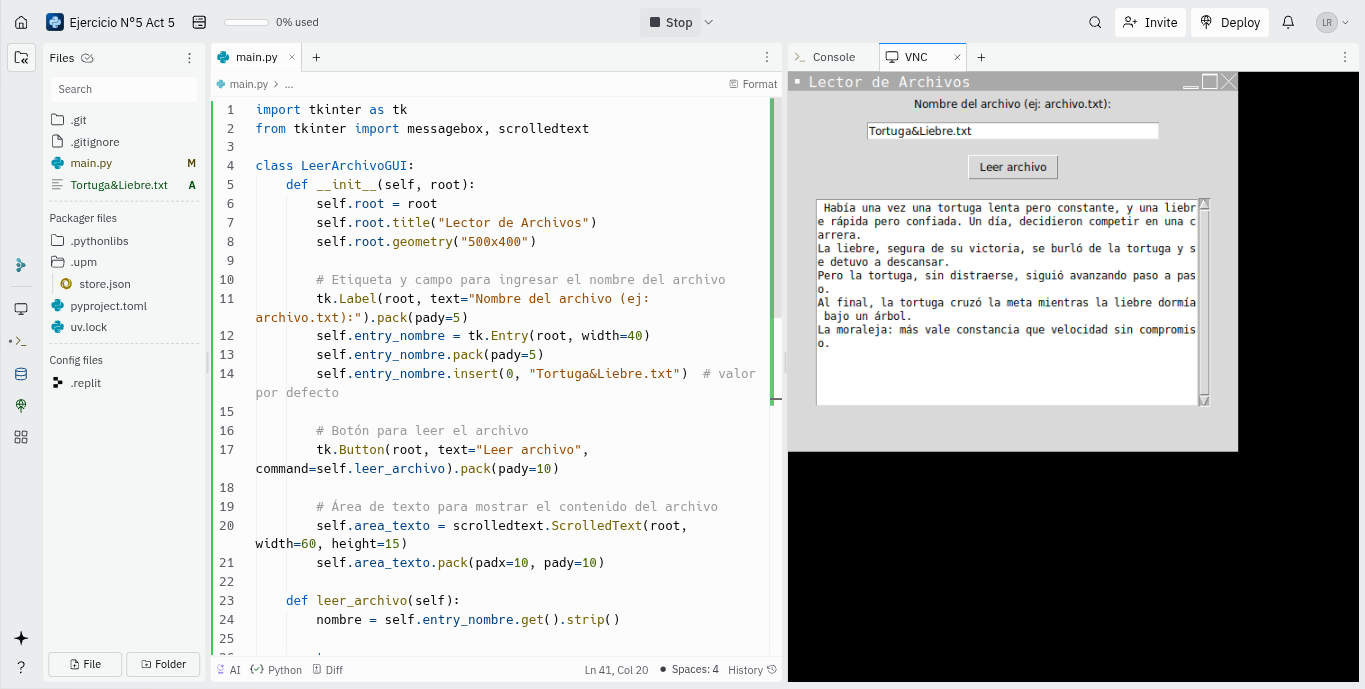 Ejercicio N°5 Act 5
0% used
Stop
Invite
Deploy
LR
Files
Search
.git
.gitignore
main.py M
Tortuga&Liebre.txt A
Packager files
.pythonlibs
.upm
store.json
pyproject.toml
uv.lock
Config files
.replit
File
Folder
main.py
main.py > ...
Format
1 import tkinter as tk
2 from tkinter import messagebox, scrolledtext
3
4 class LeerArchivoGUI:
5 def __init__(self, root):
6 self.root = root
7 self.root.title("Lector de Archivos")
8 self.root.geometry("500x400")
9
10 # Etiqueta y campo para ingresar el nombre del archivo
11 tk.Label(root, text="Nombre del archivo (ej:
archivo.txt):").pack(pady=5)
12 self.entry_nombre = tk.Entry(root, width=40)
13 self.entry_nombre.pack(pady=5)
14 self.entry_nombre.insert(0, "Tortuga&Liebre.txt")  # valor
por defecto
15
16 # Botón para leer el archivo
17 tk.Button(root, text="Leer archivo",
command=self.leer_archivo).pack(pady=10)
18
19 # Área de texto para mostrar el contenido del archivo
20 self.area_texto = scrolledtext.ScrolledText(root,
width=60, height=15)
21 self.area_texto.pack(padx=10, pady=10)
22
23 def leer_archivo(self):
24 nombre = self.entry_nombre.get().strip()
25
AI
Python
Diff
Ln 41, Col 20
Spaces: 4
History
Console
VNC
Lector de Archivos
Nombre del archivo (ej: archivo.txt):
Tortuga&Liebre.txt
Leer archivo
Había una vez una tortuga lenta pero constante, y una liebr
e rápida pero confiada. Un día, decidieron competir en una c
arrera.
La liebre, segura de su victoria, se burló de la tortuga y s
e detuvo a descansar.
Pero la tortuga, sin distraerse, siguió avanzando paso a pas
o.
Al final, la tortuga cruzó la meta mientras la liebre dormía
bajo un árbol.
La moraleja: más vale constancia que velocidad sin compromis
o.